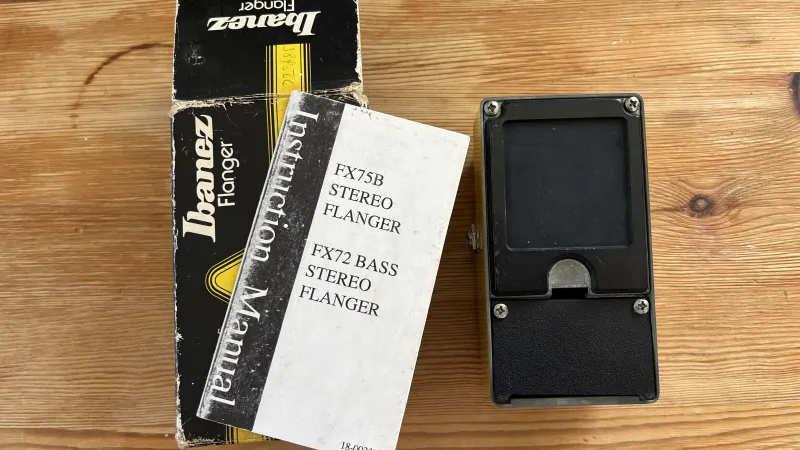 Ibanez
Flanger
Ibanez
Flanger
Instruction Manual
FX75B
STEREO
FLANGER
FX72 BASS
STEREO
FLANGER